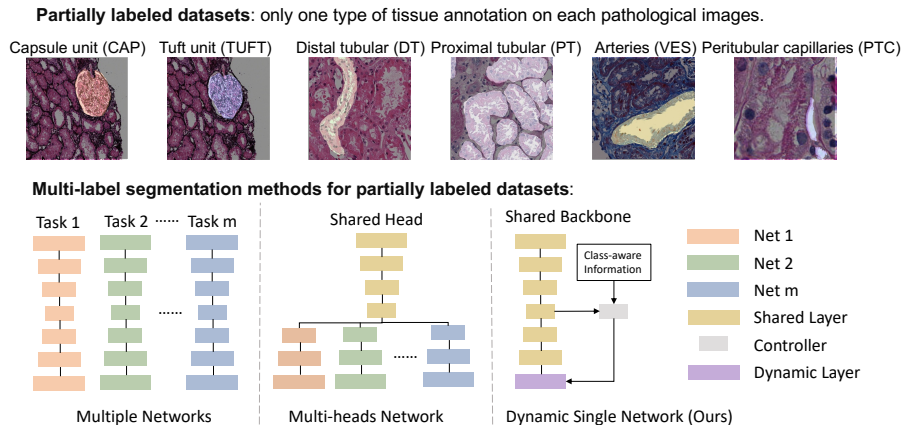 Partially labeled datasets: only one type of tissue annotation on each pathological images.
Capsule unit (CAP) Tuft unit (TUFT) Distal tubular (DT) Proximal tubular (PT) Arteries (VES) Peritubular capillaries (PTC)
Multi-label segmentation methods for partially labeled datasets:
Task 1 Task 2 ...... Task m
......
Multiple Networks
Shared Head
......
Multi-heads Network
Shared Backbone
Class-aware
Information
Dynamic Single Network (Ours)
Net 1
Net 2
Net m
Shared Layer
Controller
Dynamic Layer